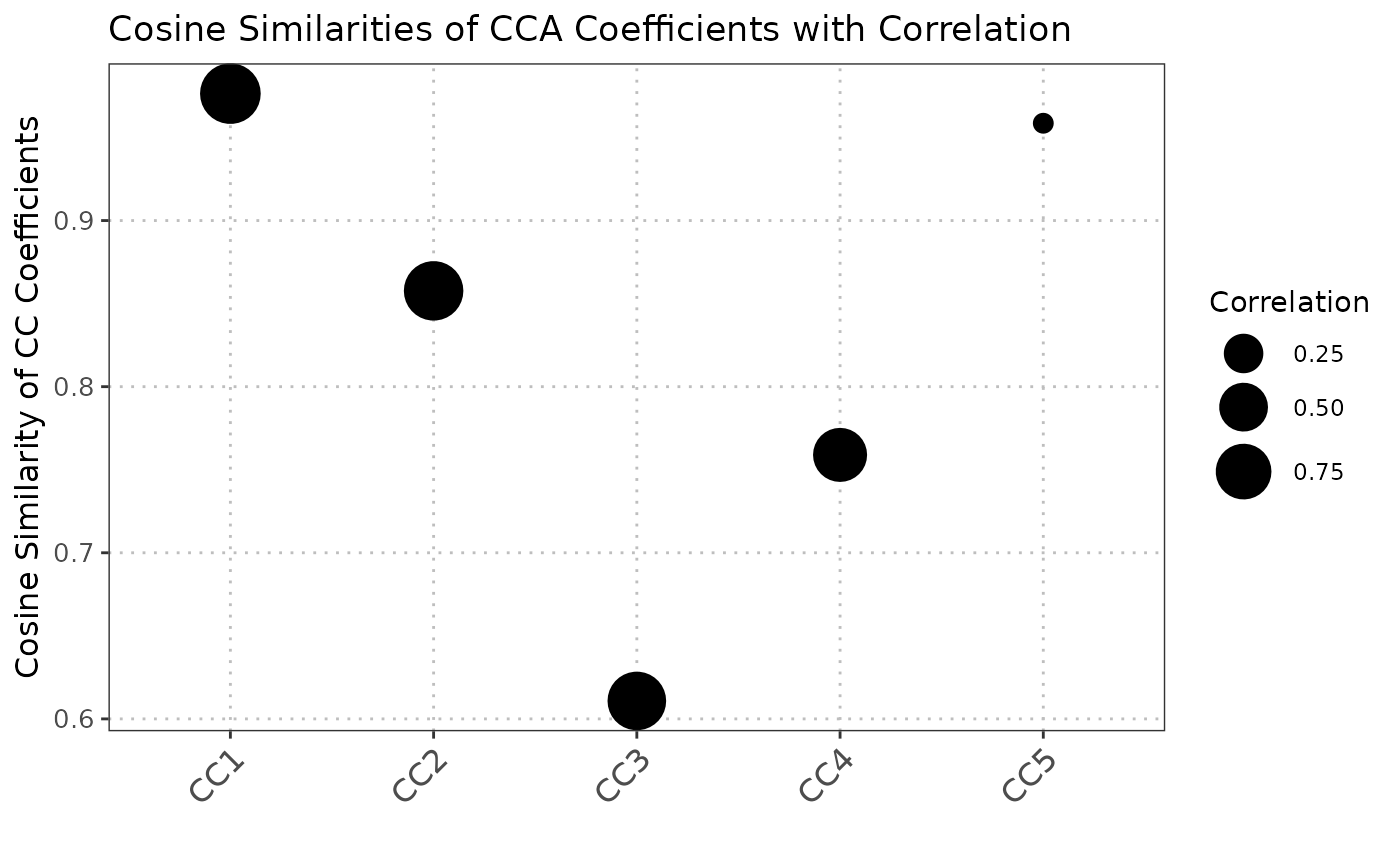 Cosine Similarities of CCA Coefficients with Correlation
Cosine Similarity of CC Coefficients
0.9
0.8
0.7
0.6
CC1
CC2
CC3
CC4
CC5
Correlation
0.25
0.50
0.75